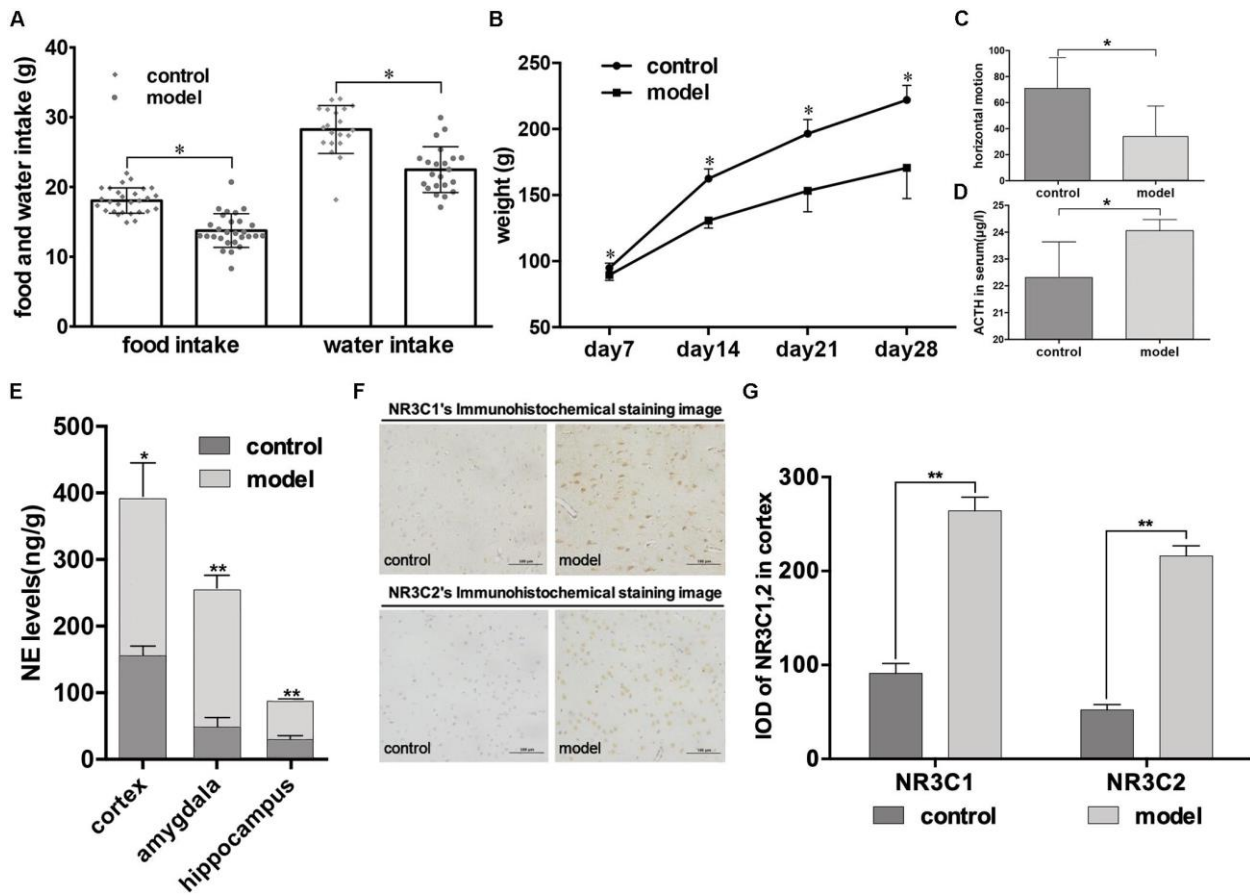 A
food and water intake (g)
40
30
20
10
0
control
model
*
*
food intake
water intake
B
weight (g)
250
200
150
100
50
control
model
*
*
*
*
day7
day14
day21
day28
C
horizontal motion
100
80
60
40
20
0
*
control
model
D
ACTH in serum(μg/l)
25
24
23
22
21
20
*
control
model
E
NE levels(ng/g)
500
400
300
200
100
0
control
model
*
**
**
cortex
amygdala
hippocampus
F
NR3C1's Immunohistochemical staining image
control
model
NR3C2's Immunohistochemical staining image
control
model
G
IOD of NR3C1,2 in cortex
300
200
100
0
**
**
NR3C1
NR3C2
control
model